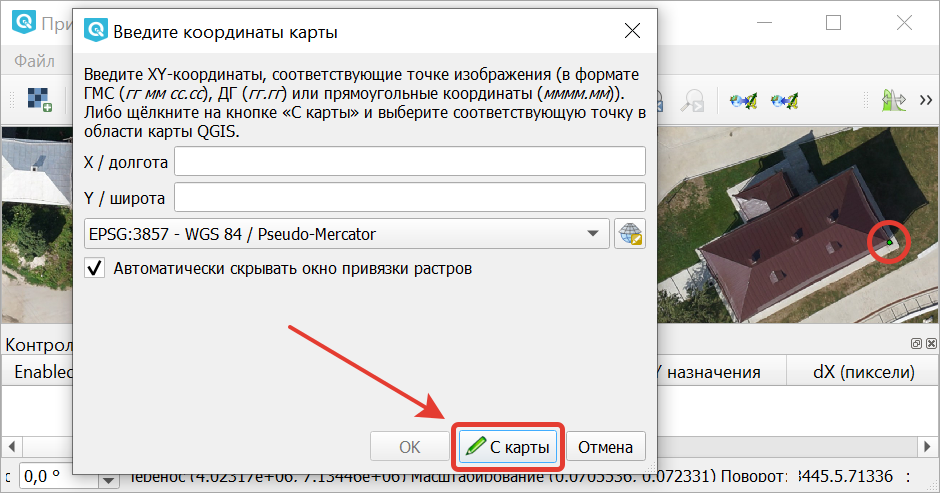 При
Введите координаты карты
Файл
Введите XY-координаты, соответствующие точке изображения (в формате
ГМС (гг мм сс.сс), ДГ (гг.гг) или прямоугольные координаты (мммм.мм)).
Либо щёлкните на кнопке «С карты» и выберите соответствующую точку в
области карты QGIS.
X / долгота
Y / широта
EPSG:3857 - WGS 84 / Pseudo-Mercator
Автоматически скрывать окно привязки растров
Контрол
Enabled
Y назначения
dX (пиксели)
OK
С карты
Отмена
0,0 °
Перенос (4.02317e+06, 7.13446e+06) Масштабирование (0.0705536, 0.072331) Поворот:
3445.5.71336